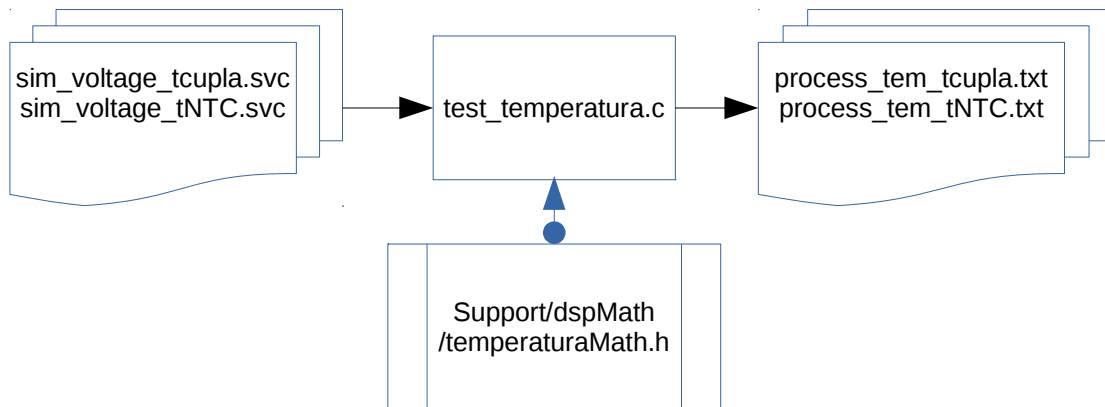 sim_voltage_tcupla.svc
sim_voltage_tNTC.svc
test_temperatura.c
process_tem_tcupla.txt
process_tem_tNTC.txt
Support/dspMath
/temperaturaMath.h